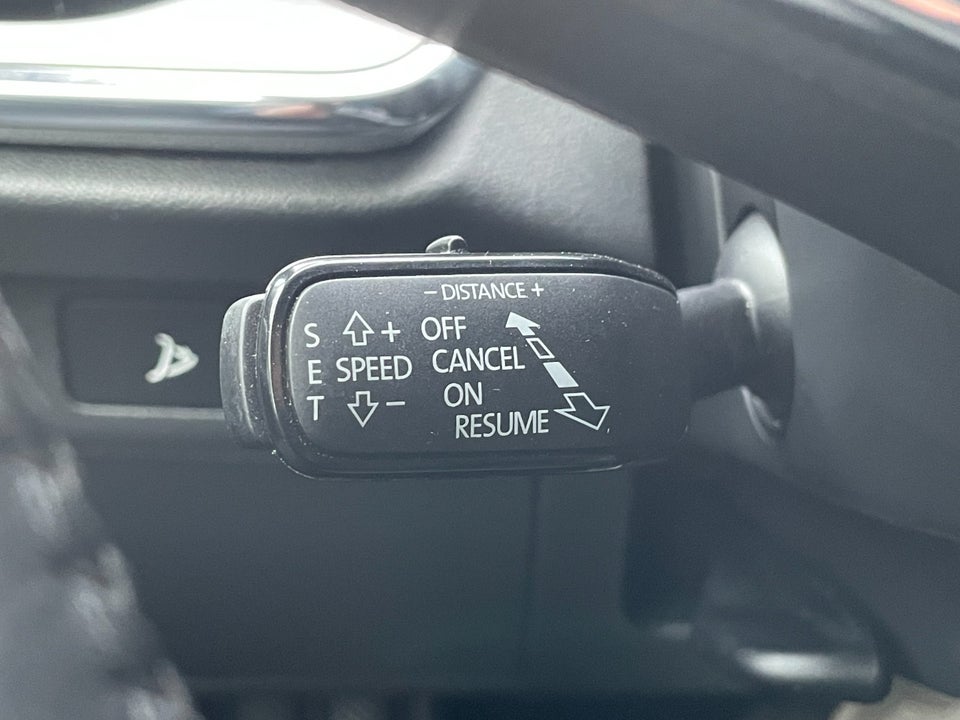 − DISTANCE +
S + OFF
E SPEED CANCEL
T − ON
RESUME